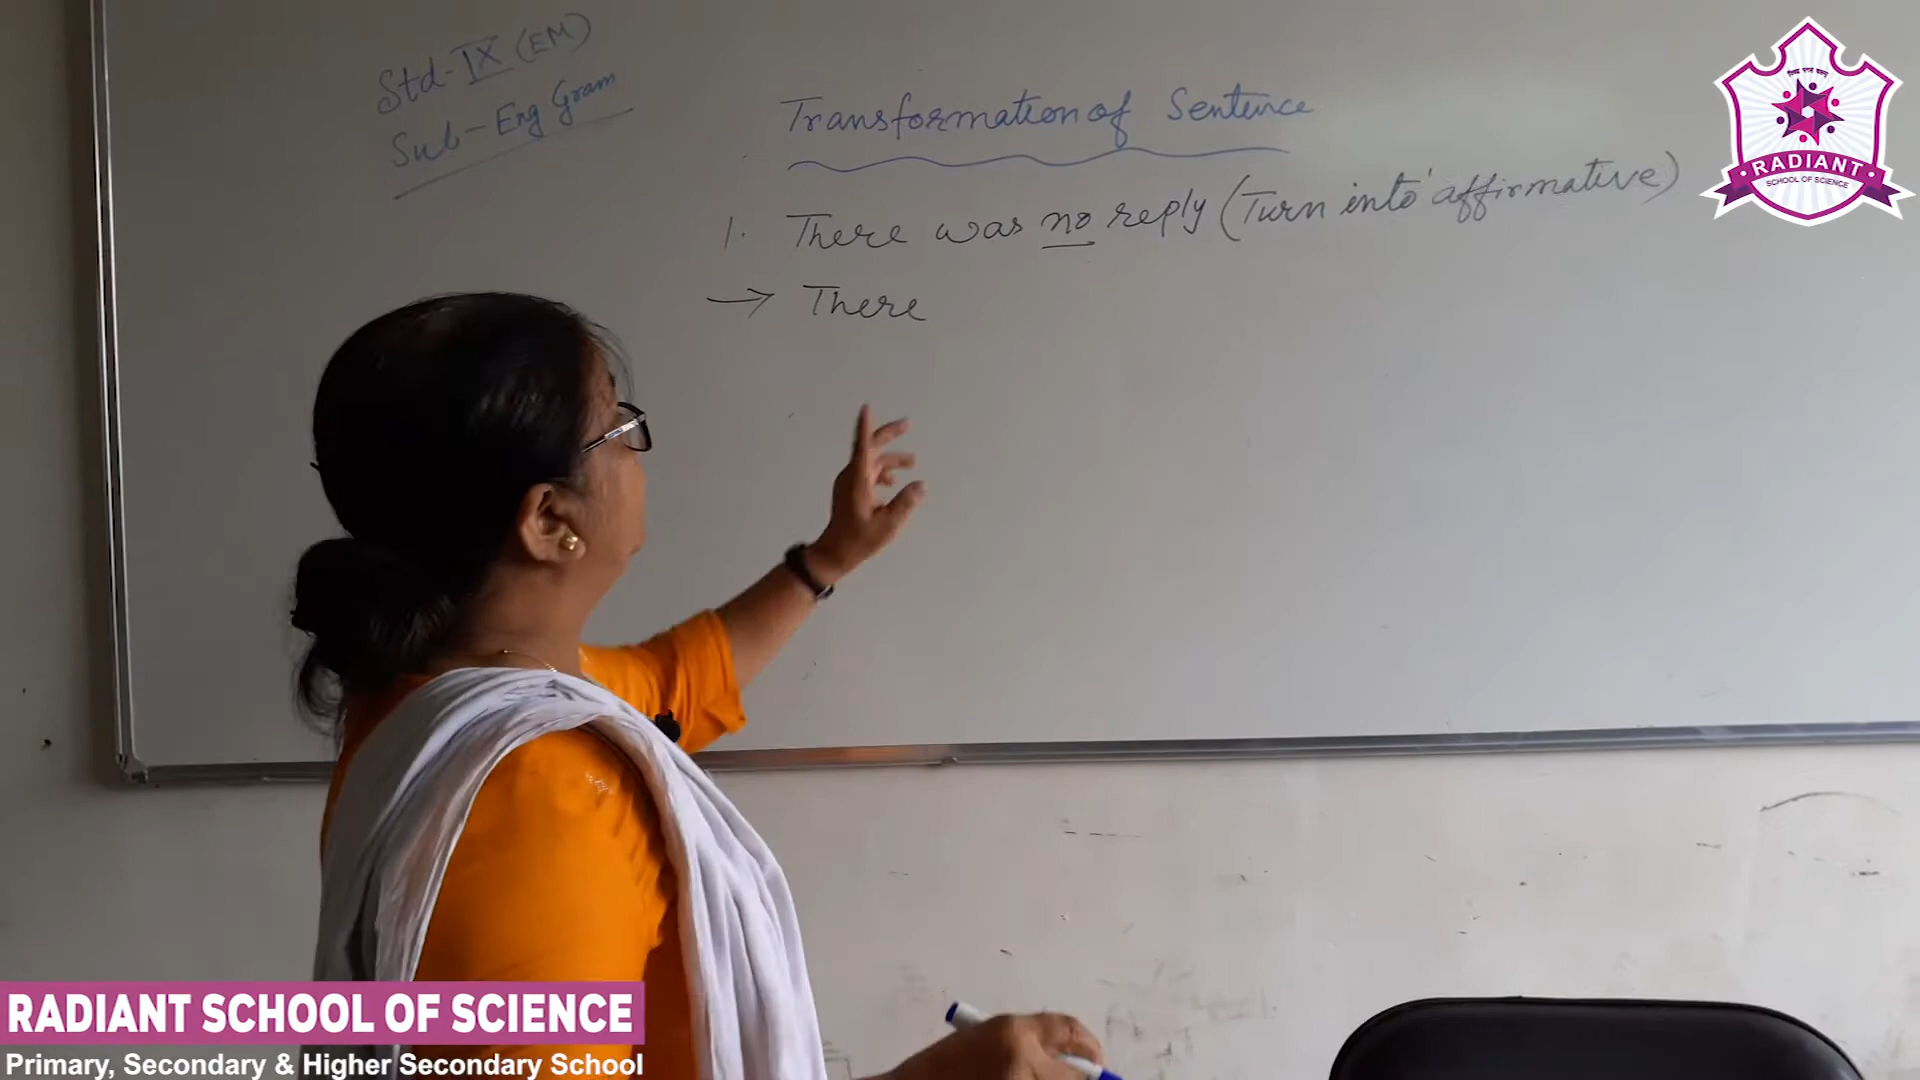 Std-IX (EM)
Sub-Eng Gram
Transformation of Sentence
1. There was no reply (Turn into affirmative)
→ There
RADIANT
SCHOOL OF SCIENCE
RADIANT SCHOOL OF SCIENCE
Primary, Secondary & Higher Secondary School